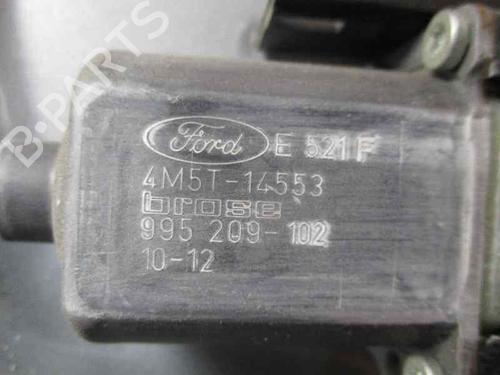 Ford E 521 F
4M5T-14553
brose
995 209-102
10-12
B-PARTS